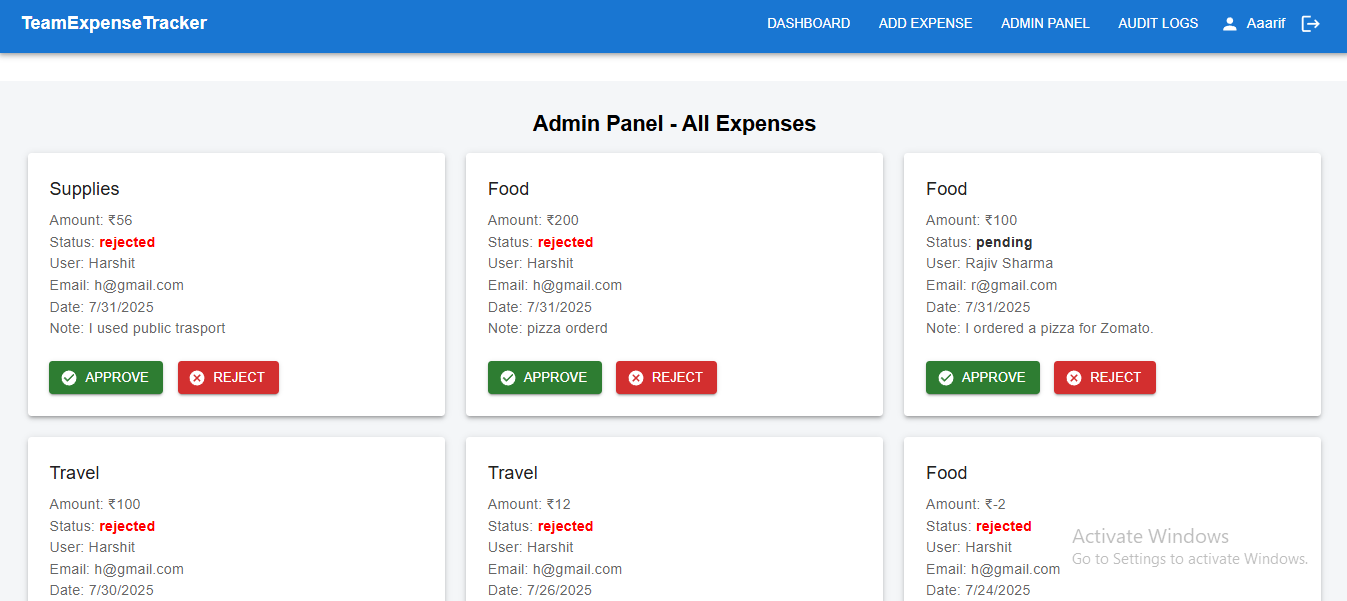 TeamExpenseTracker
DASHBOARD ADD EXPENSE ADMIN PANEL AUDIT LOGS Aaarif
Admin Panel - All Expenses
Supplies
Amount: ₹56
Status: rejected
User: Harshit
Email: h@gmail.com
Date: 7/31/2025
Note: I used public trasport
APPROVE REJECT
Food
Amount: ₹200
Status: rejected
User: Harshit
Email: h@gmail.com
Date: 7/31/2025
Note: pizza orderd
APPROVE REJECT
Food
Amount: ₹100
Status: pending
User: Rajiv Sharma
Email: r@gmail.com
Date: 7/31/2025
Note: I ordered a pizza for Zomato.
APPROVE REJECT
Travel
Amount: ₹100
Status: rejected
User: Harshit
Email: h@gmail.com
Date: 7/30/2025
Travel
Amount: ₹12
Status: rejected
User: Harshit
Email: h@gmail.com
Date: 7/26/2025
Food
Amount: ₹-2
Status: rejected
User: Harshit
Email: h@gmail.com
Date: 7/24/2025
Activate Windows
Go to Settings to activate Windows.